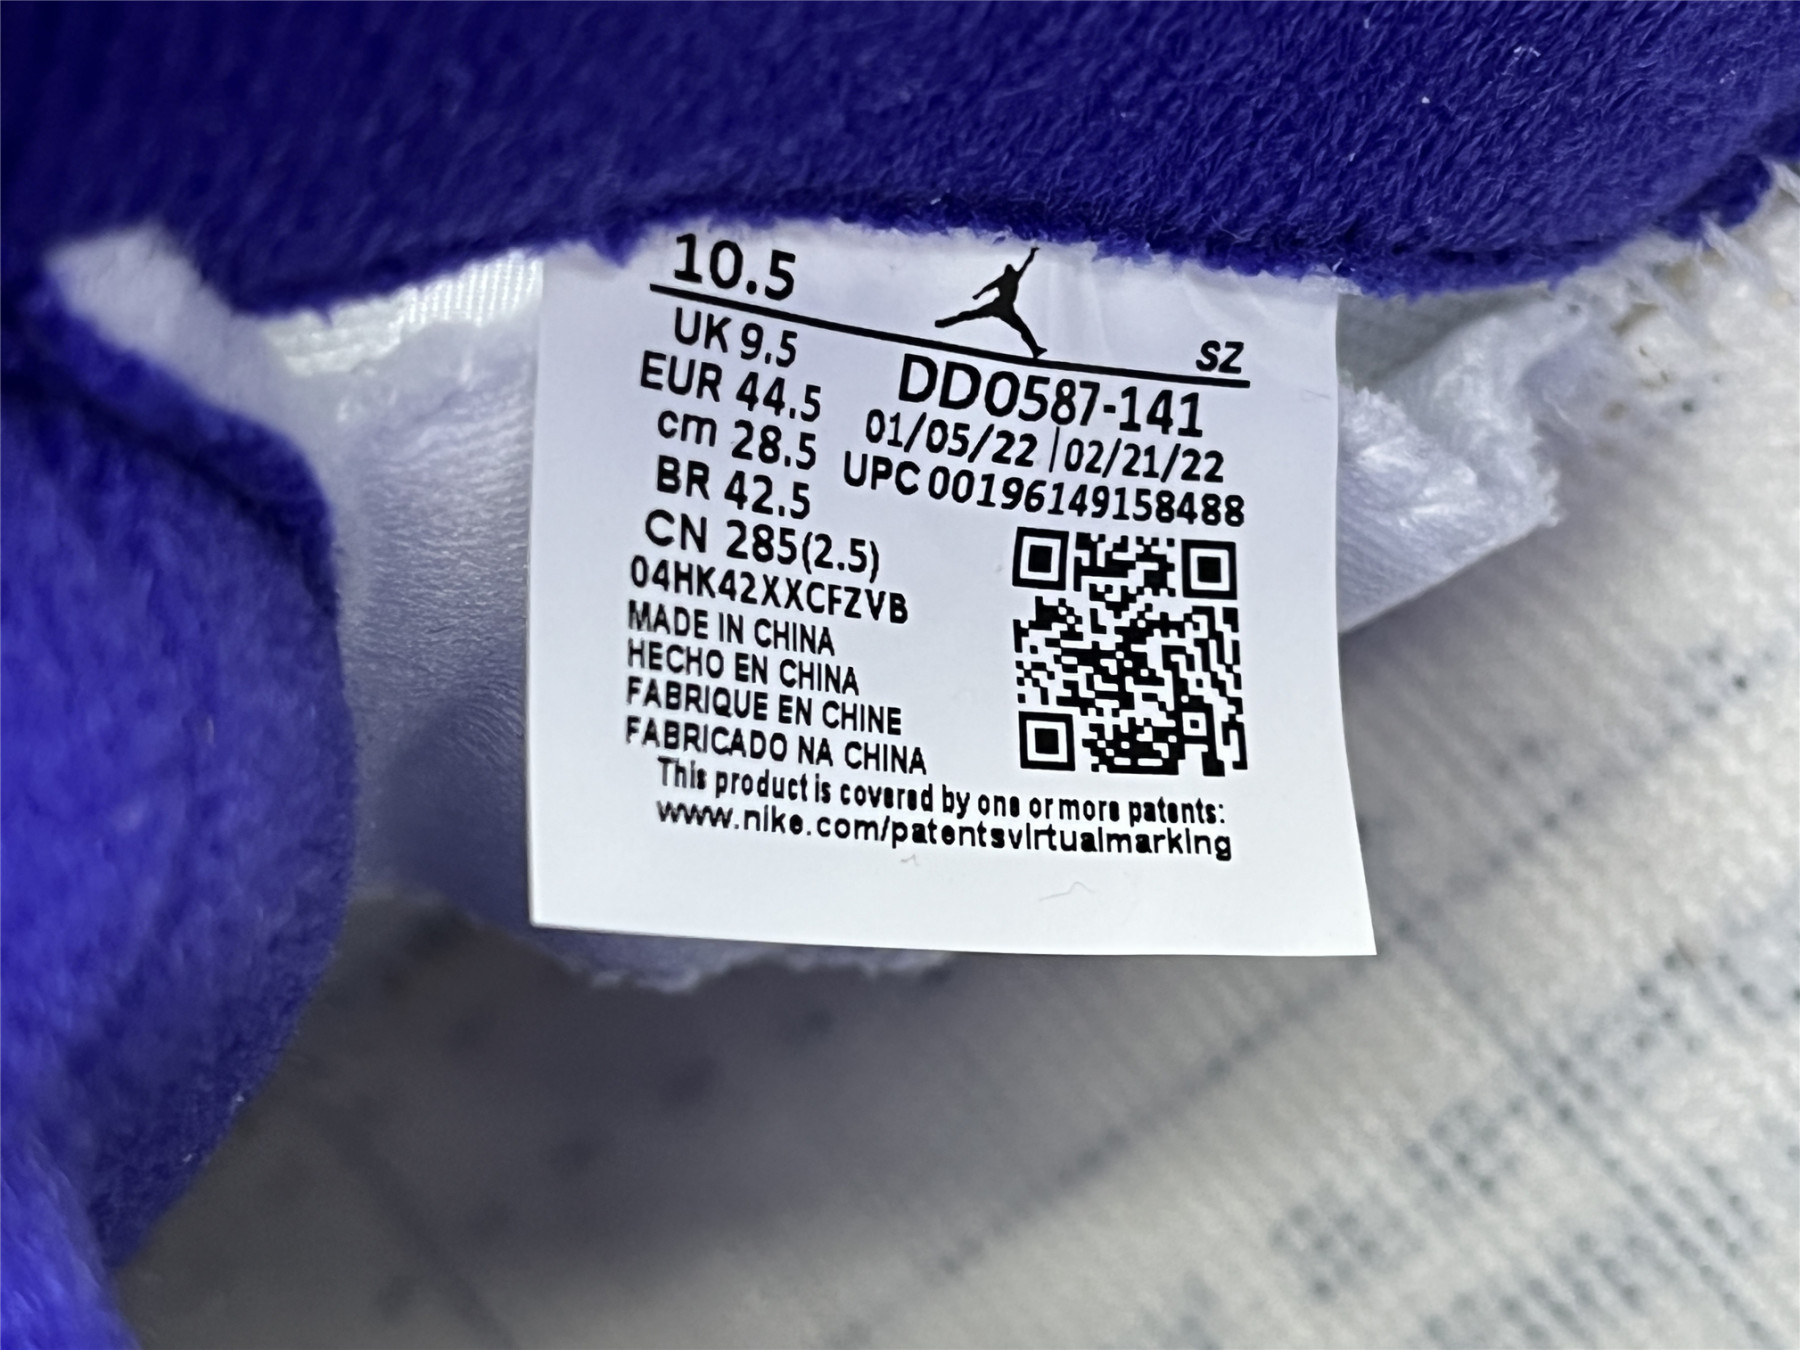 10.5
SZ
UK 9.5
EUR 44.5
cm 28.5
BR 42.5
CN 285(2.5)
DD0587-141
01/05/22 | 02/21/22
UPC 00196149158488
04HK42XXCFZVB
MADE IN CHINA
HECHO EN CHINA
FABRIQUE EN CHINE
FABRICADO NA CHINA
This product is covered by one or more patents:
www.nike.com/patentsvirtualmarking